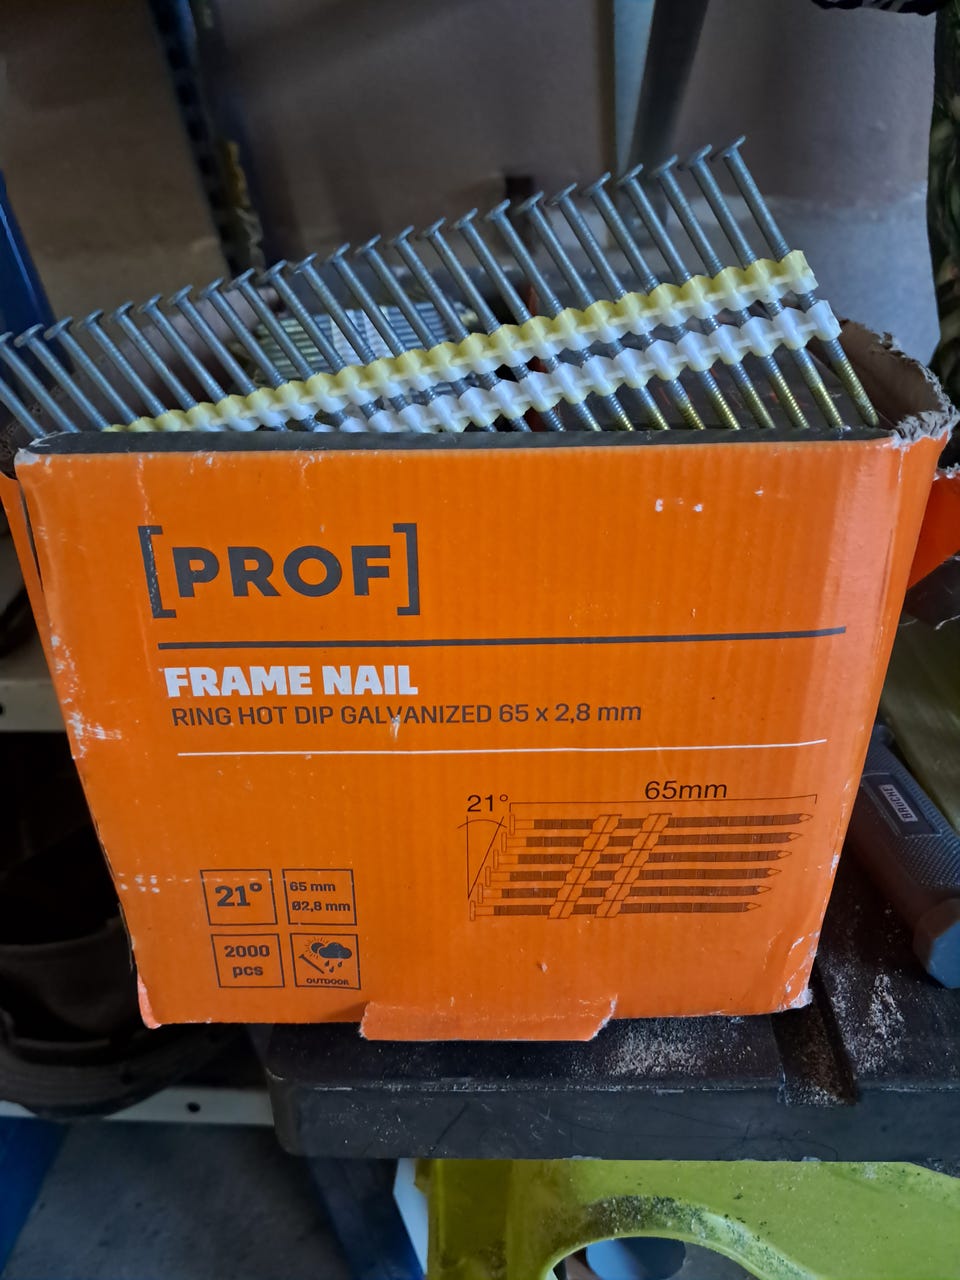 [PROF]
FRAME NAIL
RING HOT DIP GALVANIZED 65 x 2,8 mm
21°
65mm
21°
65 mm
Ø2,8 mm
2000
pcs
OUTDOOR
BRÜCHE